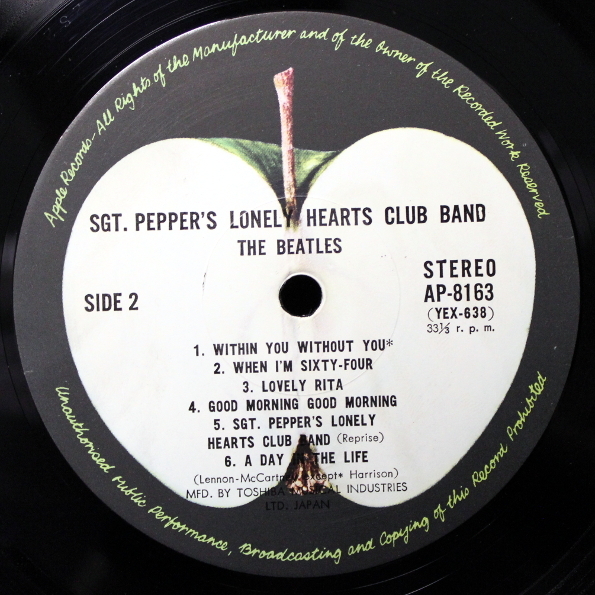 Apple Records-All Rights of the Manufacturer and of the Owner of the Recorded Work Reserved
SGT. PEPPER'S LONELY HEARTS CLUB BAND
THE BEATLES
STEREO
SIDE 2
AP-8163
(YEX-638)
33⅓ r. p. m.
1. WITHIN YOU WITHOUT YOU*
2. WHEN I'M SIXTY-FOUR
3. LOVELY RITA
4. GOOD MORNING GOOD MORNING
5. SGT. PEPPER'S LONELY
HEARTS CLUB BAND (Reprise)
6. A DAY IN THE LIFE
(Lennon-McCartney except* Harrison)
MFD. BY TOSHIBA MUSICAL INDUSTRIES
LTD. JAPAN
Unauthorised Public Performance, Broadcasting and Copying of this Record Prohibited